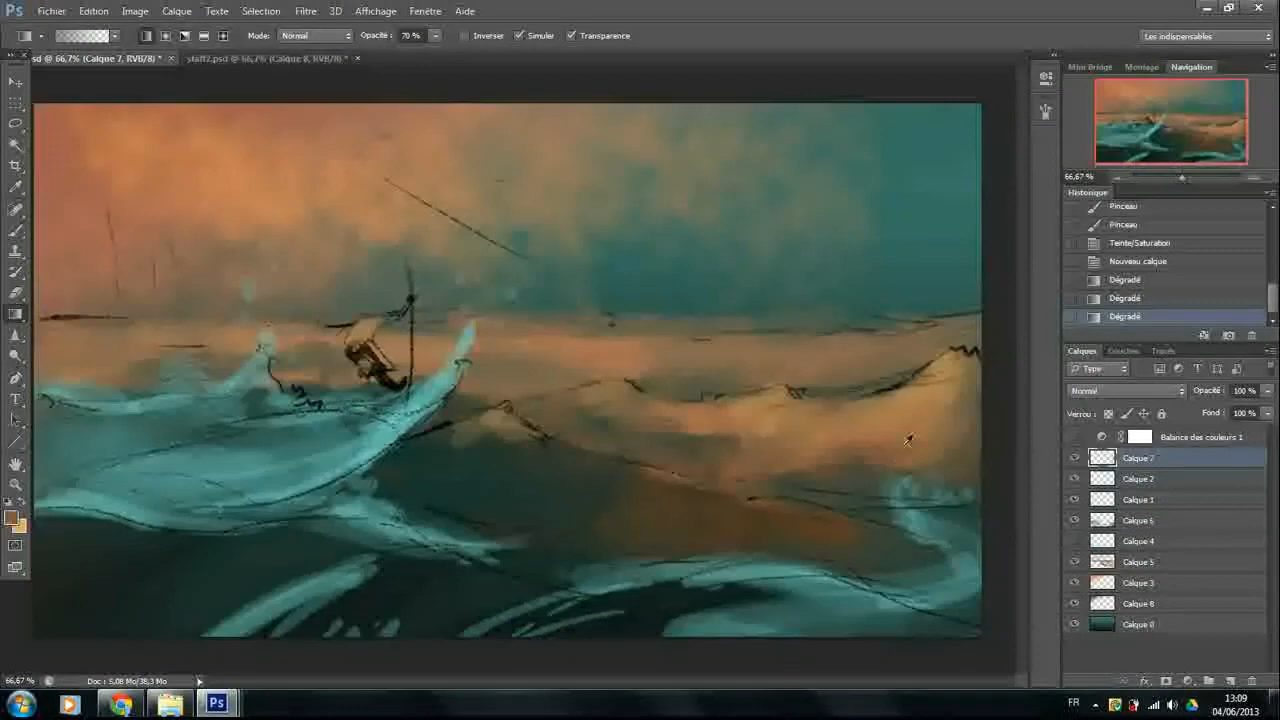 Ps Fichier Edition Image Calque Texte Sélection Filtre 3D Affichage Fenêtre Aide
Mode: Normal Opacité: 70 % Inverser Simuler Transparence Les indispensables
sd @ 66,7% (Calque 7, RVB/8) * × staff2.psd @ 66,7% (Calque 8, RVB/8) * ×
Mini Bridge Montage Navigation
66,67 %
Historique
Pinceau
Pinceau
Teinte/Saturation
Nouveau calque
Dégradé
Dégradé
Dégradé
Calques Couches Tracés
Type
Normal Opacité: 100 %
Verrou: Fond: 100 %
Balance des couleurs 1
Calque 7
Calque 2
Calque 1
Calque 6
Calque 4
Calque 5
Calque 3
Calque 8
Calque 0
66,67 % Doc : 5,08 Mo/38,3 Mo
Ps FR 13:09
04/06/2013